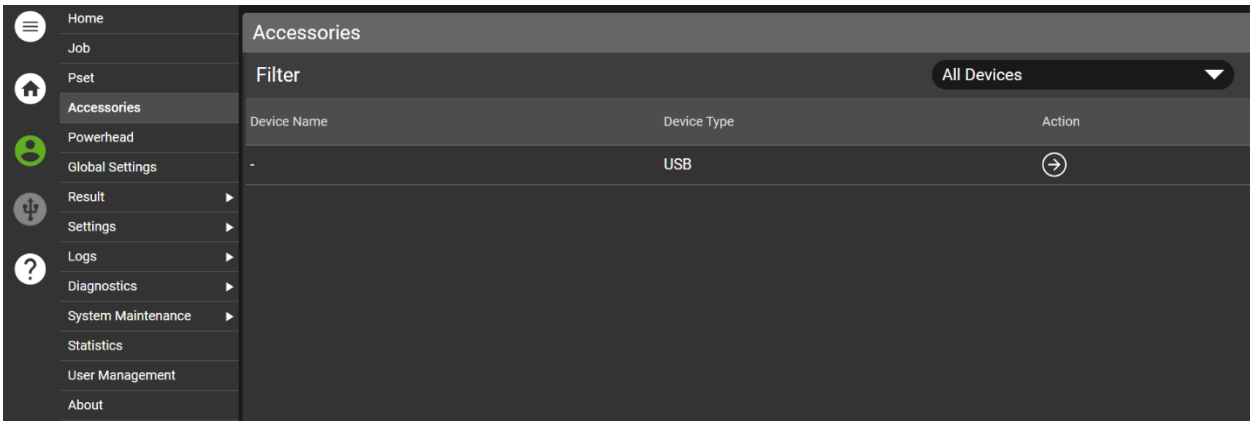 Home
Job
Pset
Accessories
Powerhead
Global Settings
Result
Settings
Logs
Diagnostics
System Maintenance
Statistics
User Management
About
Accessories
Filter
All Devices
Device Name Device Type Action
- USB